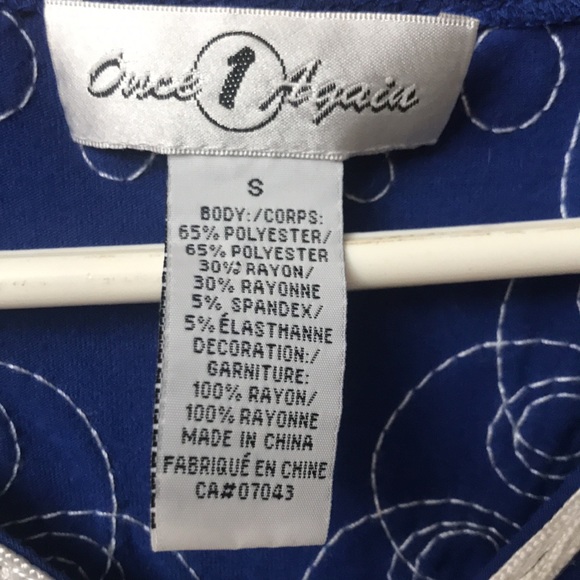 Once 1 Again
S
BODY:/CORPS:
65% POLYESTER/
65% POLYESTER
30% RAYON/
30% RAYONNE
5% SPANDEX/
5% ÉLASTHANNE
DECORATION:/
GARNITURE:
100% RAYON/
100% RAYONNE
MADE IN CHINA
FABRIQUÉ EN CHINE
CA#07043